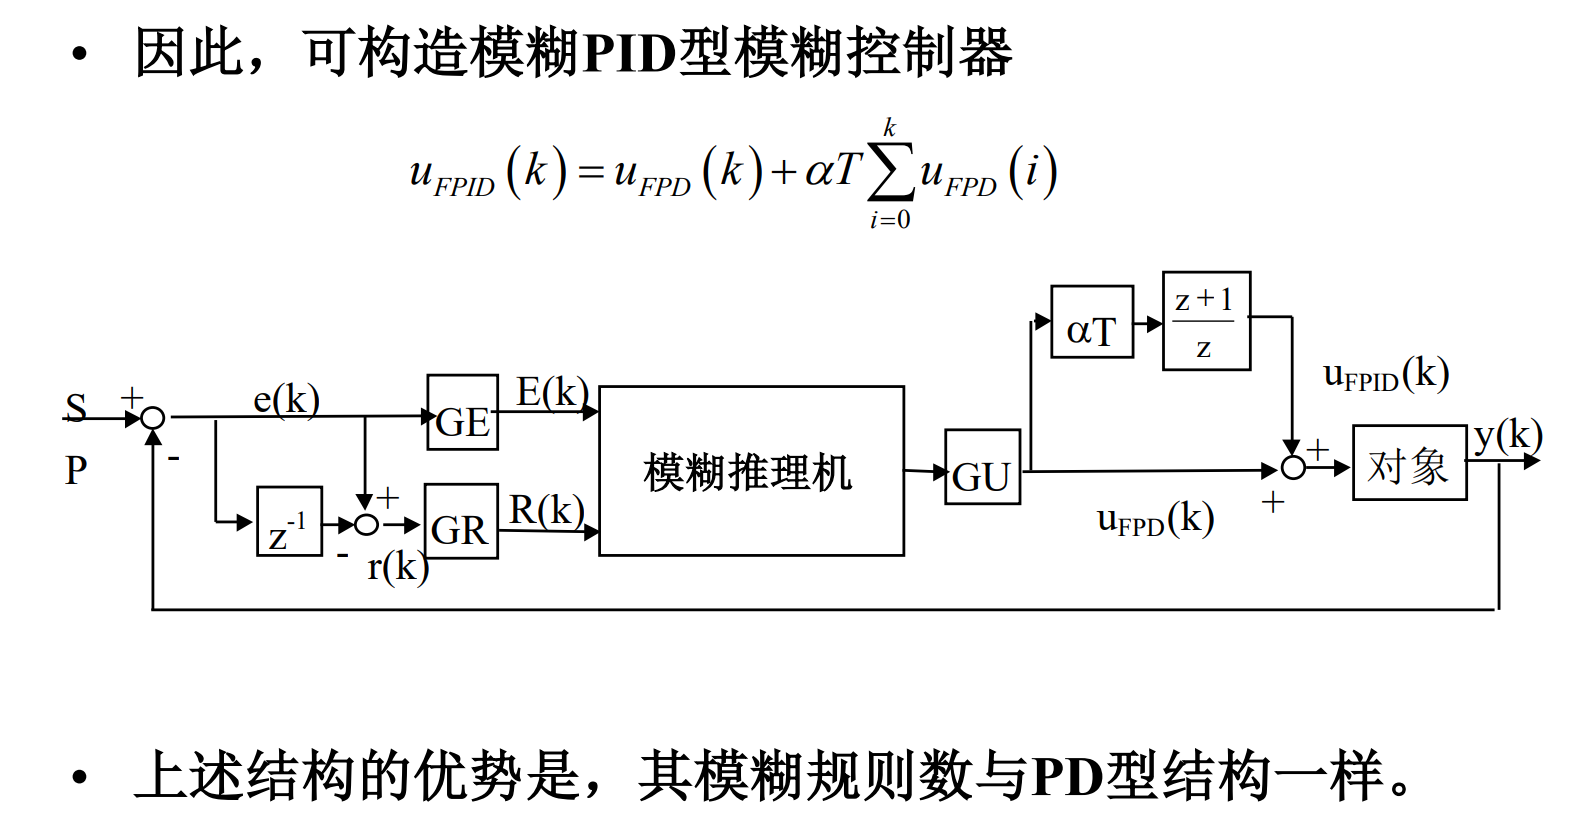 • 因此，可构造模糊PID型模糊控制器
u_FPID (k) = u_FPD (k) + αT ∑_{i=0}^{k} u_FPD (i)
z + 1
αT
z
u_FPID(k)
S
+
e(k)
GE
E(k)
y(k)
P
-
模糊推理机
GU
+
对象
z^-1
+
GR
R(k)
u_FPD(k)
+
-
r(k)
• 上述结构的优势是，其模糊规则数与PD型结构一样。